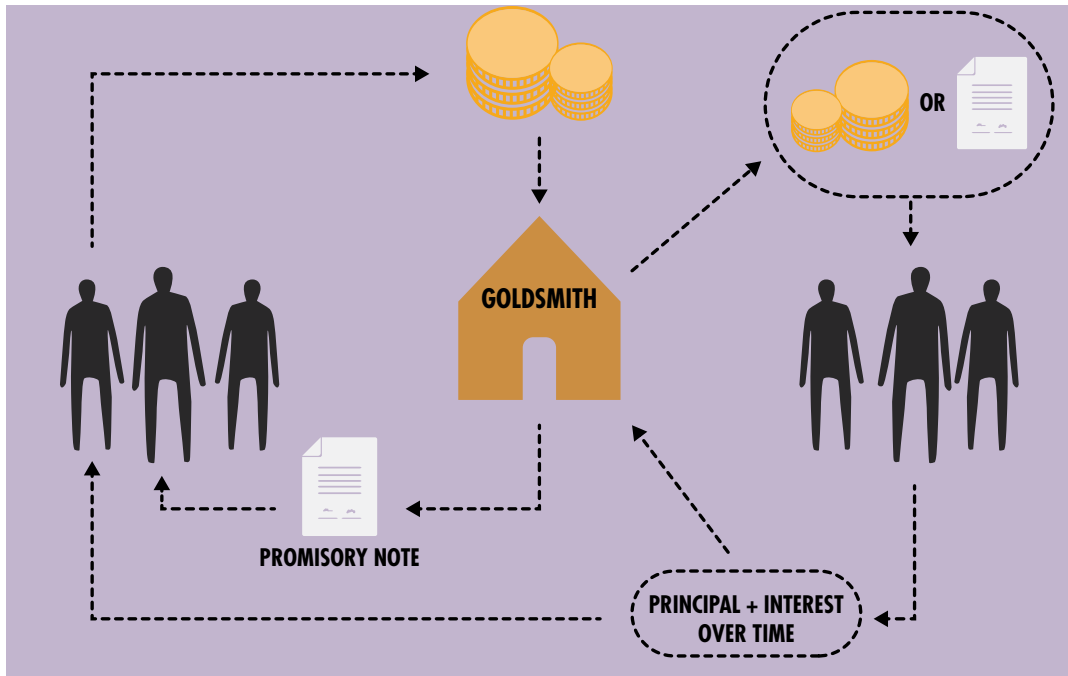 OR
GOLDSMITH
PROMISORY NOTE
PRINCIPAL + INTEREST
OVER TIME